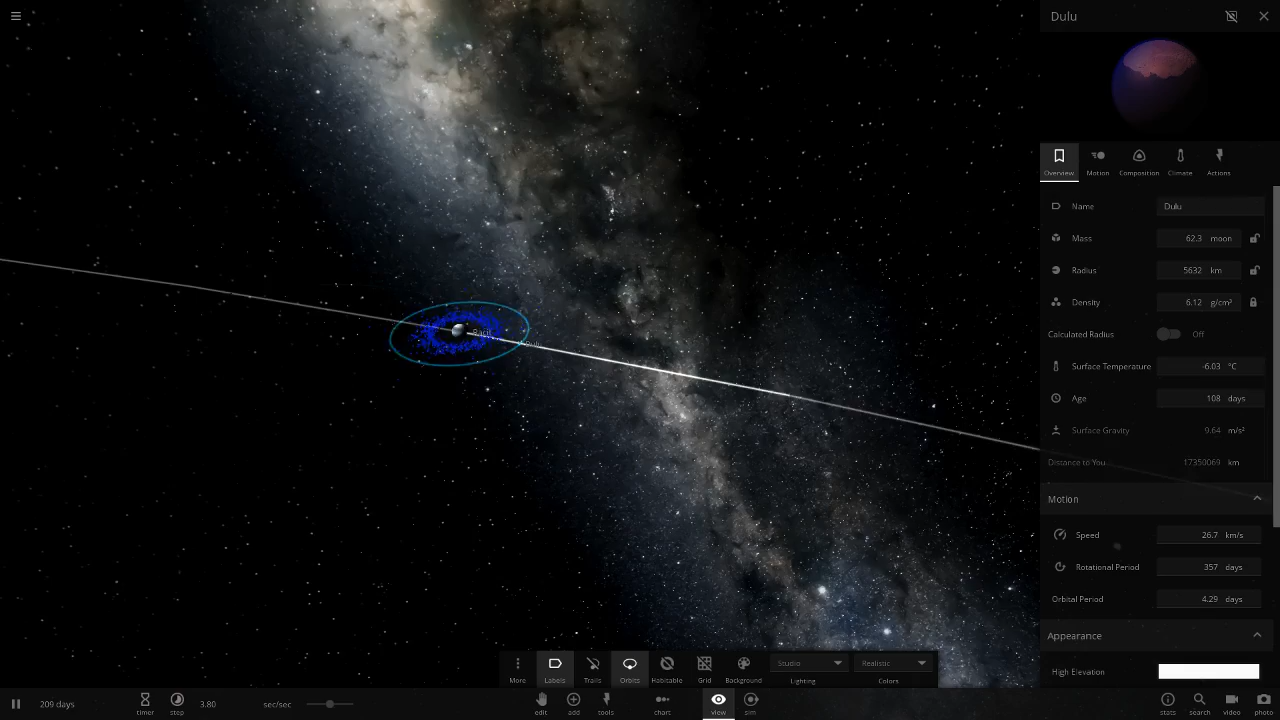 Dulu
Overview Motion Composition Climate Actions
Name Dulu
Mass 62.3 moon
Radius 5632 km
Density 6.12 g/cm³
Calculated Radius Off
Surface Temperature -6.03 °C
Age 108 days
Surface Gravity 9.64 m/s²
Distance to You 17350069 km
Motion
Speed 26.7 km/s
Rotational Period 357 days
Orbital Period 4.29 days
Appearance
High Elevation
Dulu
More Labels Trails Orbits Habitable Grid Background
Studio Realistic
Lighting Colors
209 days timer step 3.80 sec/sec edit add tools chart view sim stats search video photo